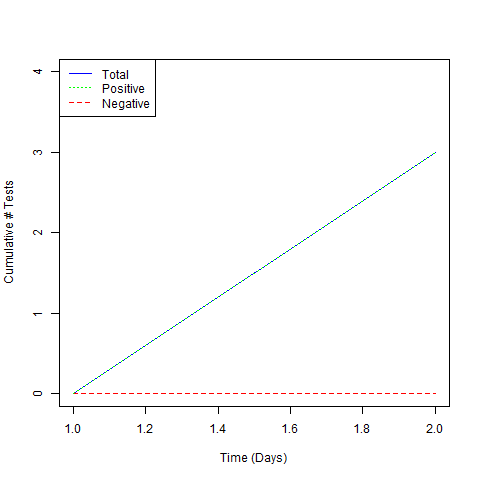 Total
Positive
Negative
4
3
2
1
0
Cumulative # Tests
1.0 1.2 1.4 1.6 1.8 2.0
Time (Days)